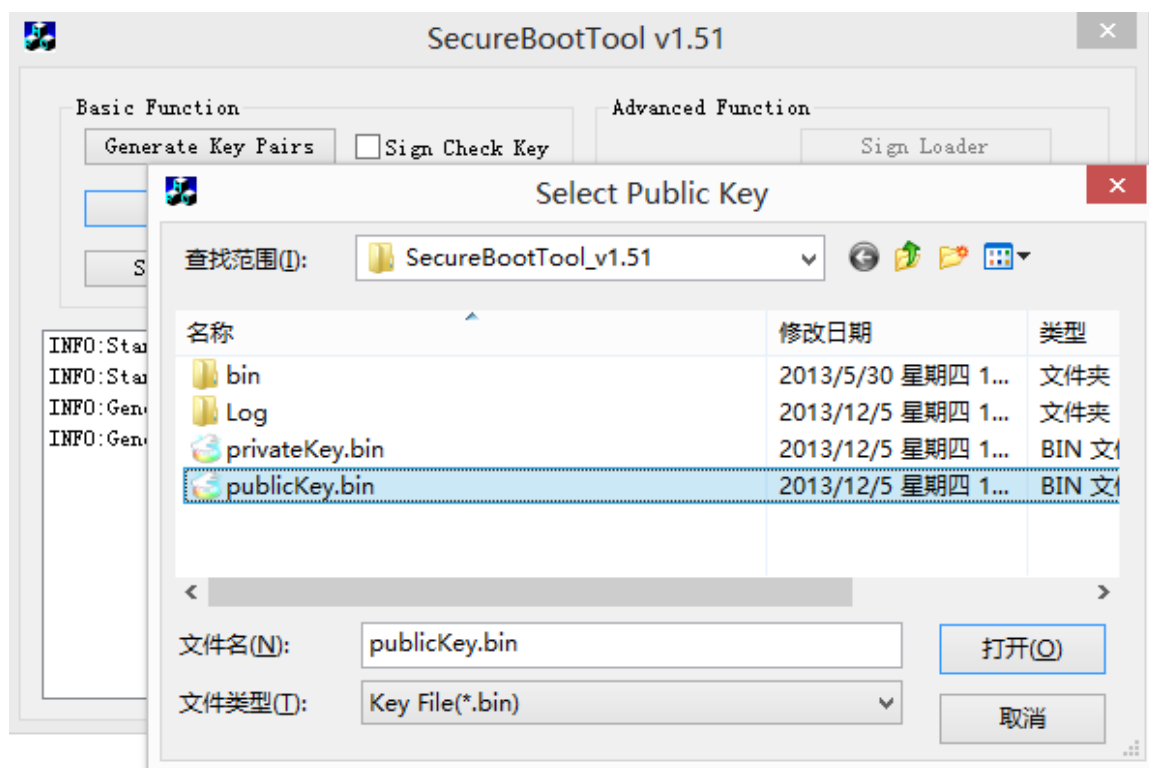 SecureBootTool v1.51
Basic Function
Advanced Function
Generate Key Pairs
Sign Check Key
Sign Loader
S
Select Public Key
查找范围(I):
SecureBootTool_v1.51
名称
修改日期
类型
bin
2013/5/30 星期四 1...
文件夹
Log
2013/12/5 星期四 1...
文件夹
privateKey.bin
2013/12/5 星期四 1...
BIN 文
publicKey.bin
2013/12/5 星期四 1...
BIN 文
INFO:Sta
INFO:Sta
INFO:Gen
INFO:Gen
文件名(N):
publicKey.bin
打开(O)
文件类型(T):
Key File(*.bin)
取消